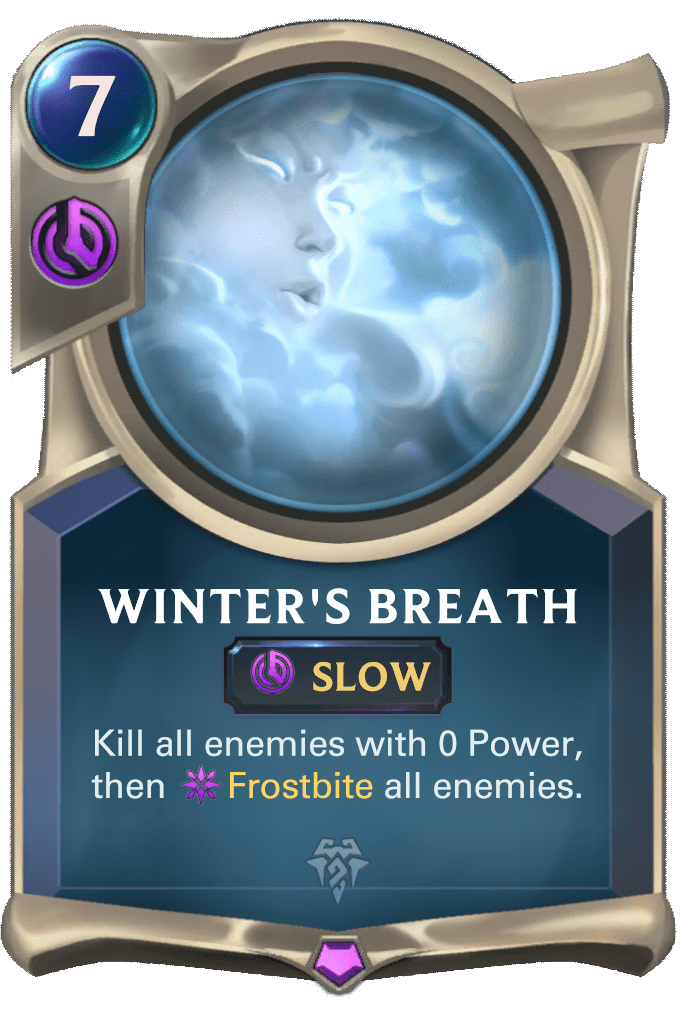 7
WINTER'S BREATH
SLOW
Kill all enemies with 0 Power,
then Frostbite all enemies.